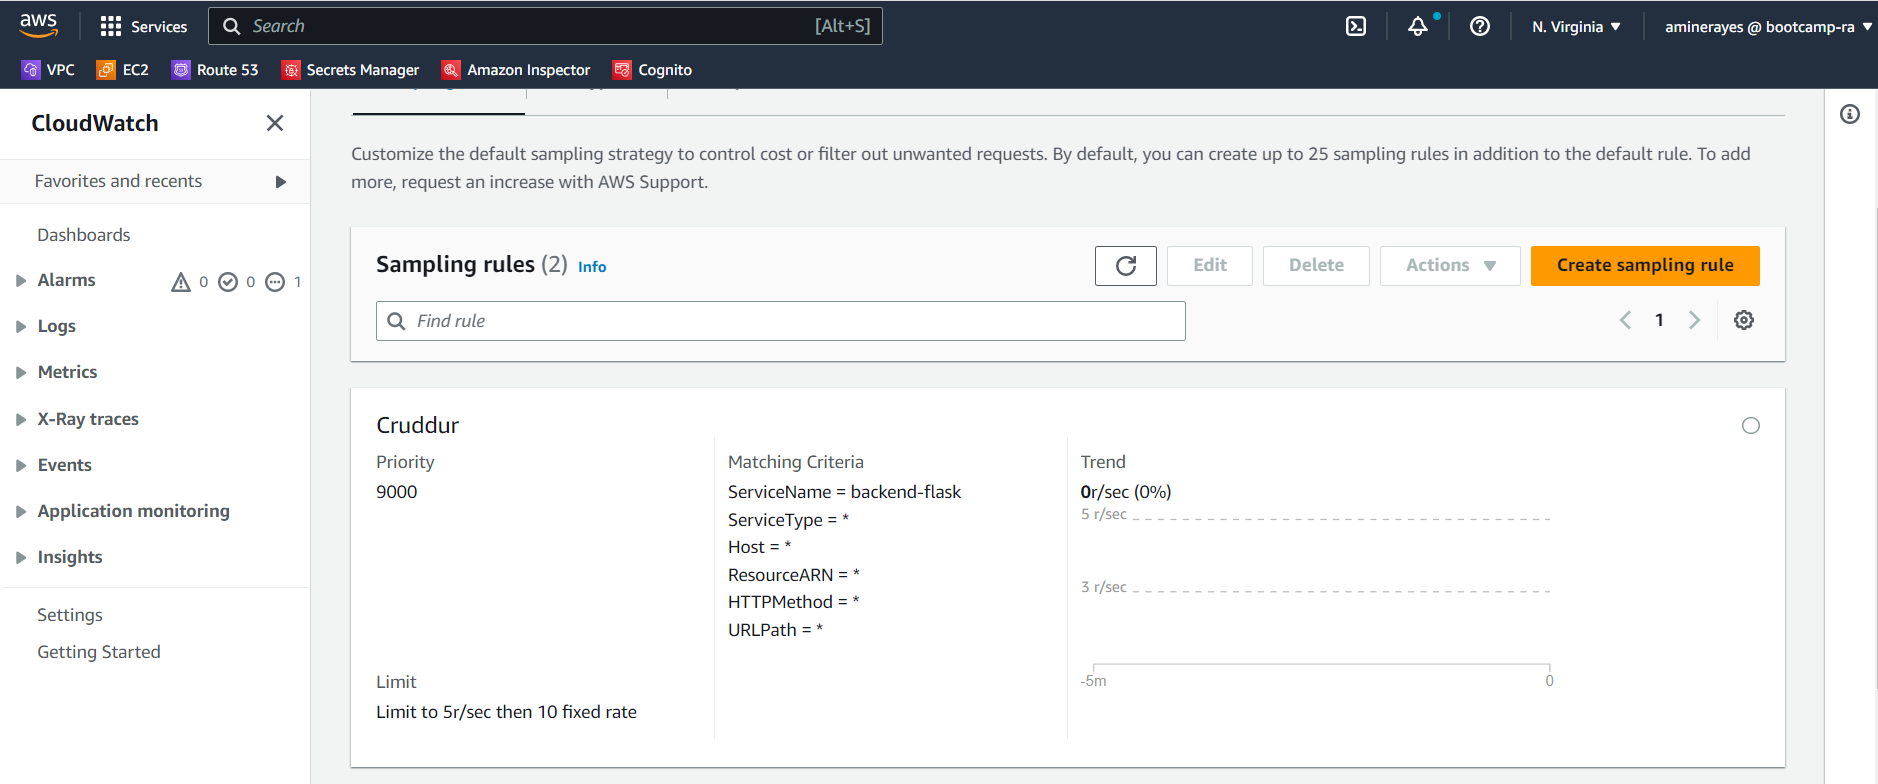 aws
Services
Search [Alt+S]
N. Virginia
aminerayes @ bootcamp-ra
VPC EC2 Route 53 Secrets Manager Amazon Inspector Cognito
CloudWatch
Favorites and recents
Dashboards
Alarms 0 0 1
Logs
Metrics
X-Ray traces
Events
Application monitoring
Insights
Settings
Getting Started
Customize the default sampling strategy to control cost or filter out unwanted requests. By default, you can create up to 25 sampling rules in addition to the default rule. To add
more, request an increase with AWS Support.
Sampling rules (2) Info
Edit Delete Actions Create sampling rule
Find rule
1
Cruddur
Priority
9000
Limit
Limit to 5r/sec then 10 fixed rate
Matching Criteria
ServiceName = backend-flask
ServiceType = *
Host = *
ResourceARN = *
HTTPMethod = *
URLPath = *
Trend
0r/sec (0%)
5 r/sec
3 r/sec
-5m 0